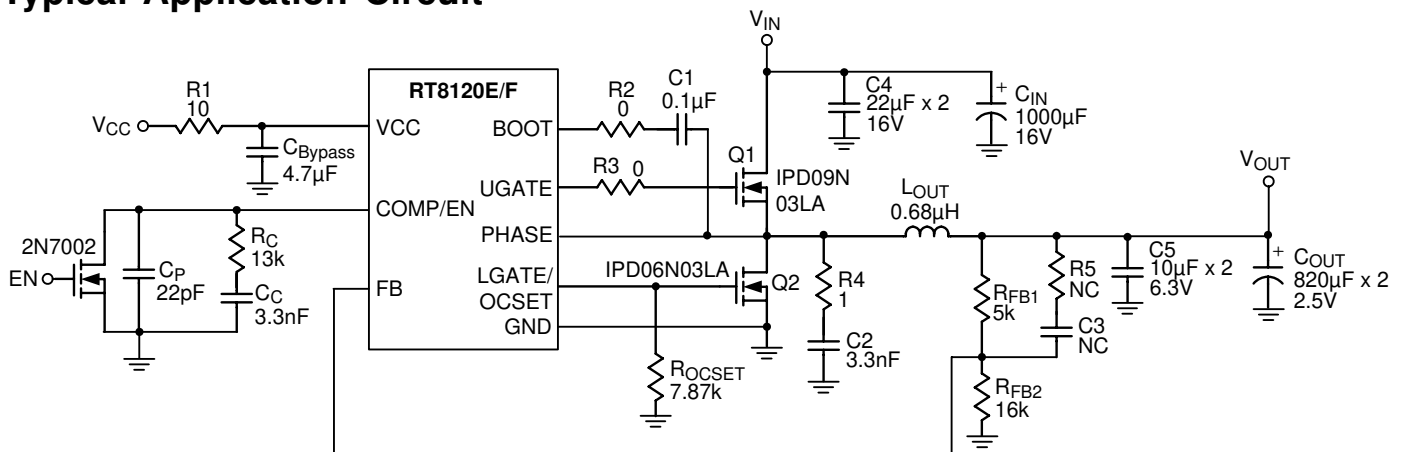 Typical Application Circuit
VIN
R1
10
VCC
CBypass
4.7µF
RT8120E/F
VCC
BOOT
UGATE
COMP/EN
PHASE
LGATE/
OCSET
FB
GND
R2
0
C1
0.1µF
R3 0
Q1
IPD09N
03LA
C4
22µF x 2
16V
+
CIN
1000µF
16V
VOUT
LOUT
0.68µH
2N7002
EN
CP
22pF
RC
13k
CC
3.3nF
IPD06N03LA
Q2
ROCSET
7.87k
R4
1
C2
3.3nF
RFB1
5k
R5
NC
C3
NC
C5
10µF x 2
6.3V
+
COUT
820µF x 2
2.5V
RFB2
16k